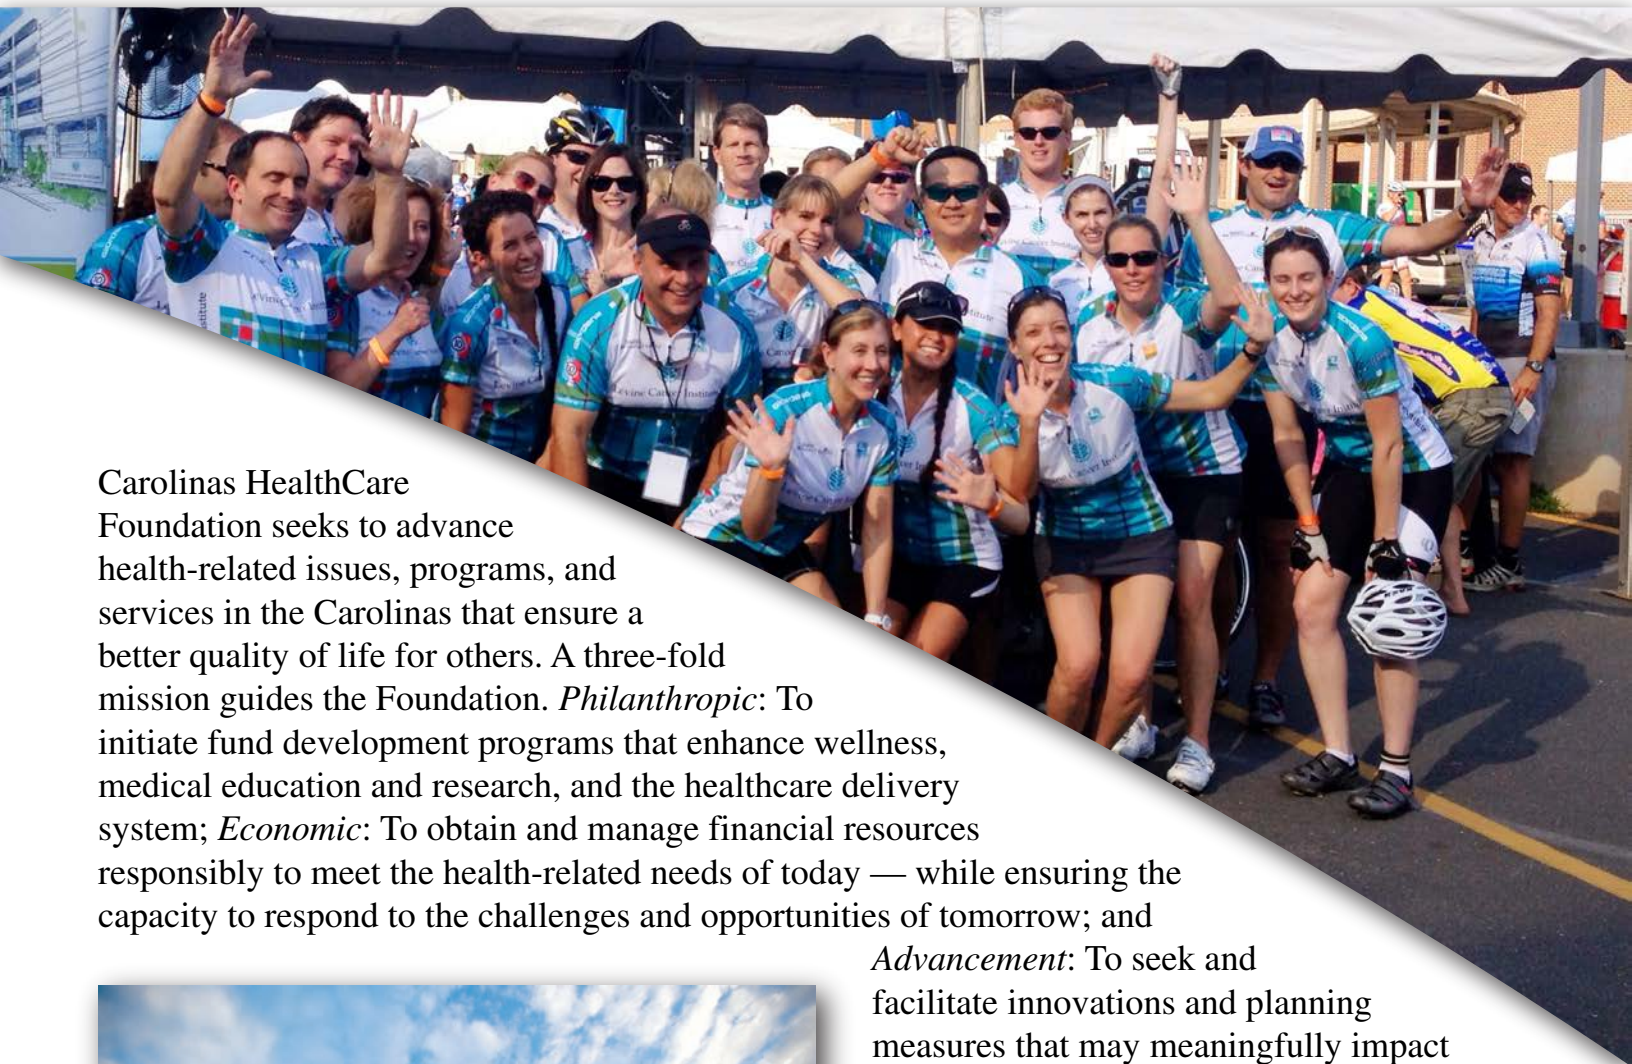 Levine Cancer Institute
Carolinas HealthCare
Foundation seeks to advance
health-related issues, programs, and
services in the Carolinas that ensure a
better quality of life for others. A three-fold
mission guides the Foundation. Philanthropic: To
initiate fund development programs that enhance wellness,
medical education and research, and the healthcare delivery
system; Economic: To obtain and manage financial resources
responsibly to meet the health-related needs of today — while ensuring the
capacity to respond to the challenges and opportunities of tomorrow; and
Advancement: To seek and
facilitate innovations and planning
measures that may meaningfully impact